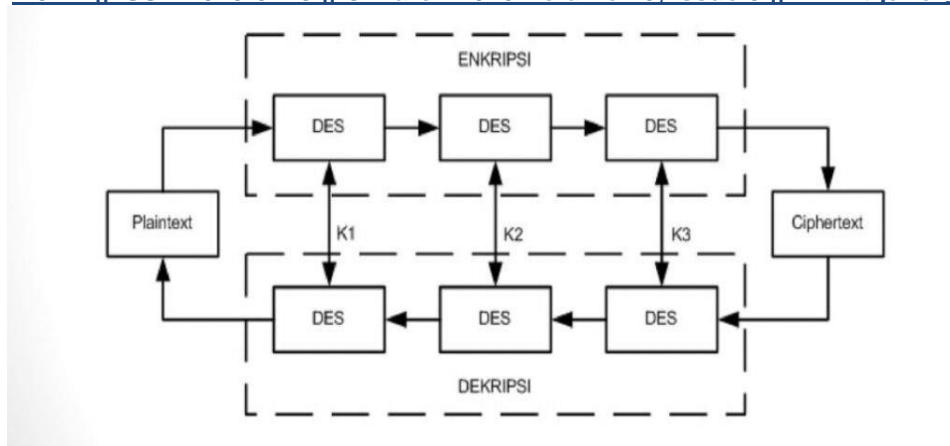 ENKRIPSI
DES DES DES
Plaintext K1 K2 K3 Ciphertext
DES DES DES
DEKRIPSI